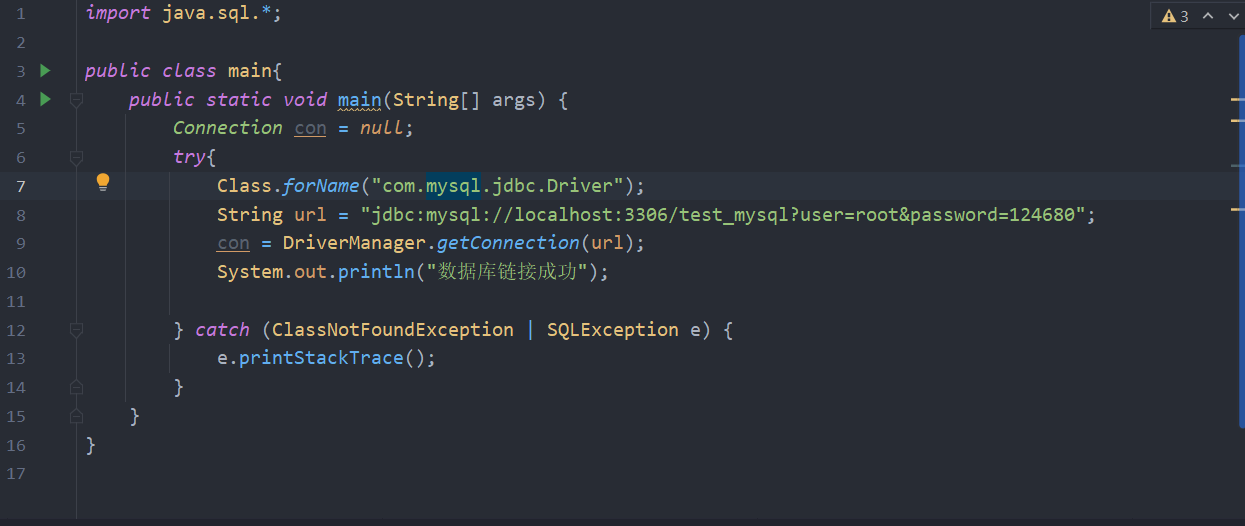 3
1 import java.sql.*;
2
3 public class main{
4 public static void main(String[] args) {
5 Connection con = null;
6 try{
7 Class.forName("com.mysql.jdbc.Driver");
8 String url = "jdbc:mysql://localhost:3306/test_mysql?user=root&password=124680";
9 con = DriverManager.getConnection(url);
10 System.out.println("数据库链接成功");
11
12 } catch (ClassNotFoundException | SQLException e) {
13 e.printStackTrace();
14 }
15 }
16 }
17